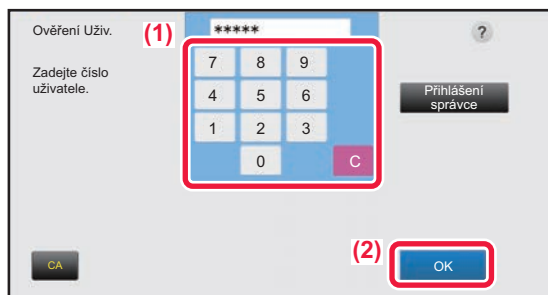 Ověření Uživ.
(1)
*****
?
Zadejte číslo
uživatele.
7 8 9
4 5 6
1 2 3
0 C
Přihlášení
správce
(2)
CA
OK